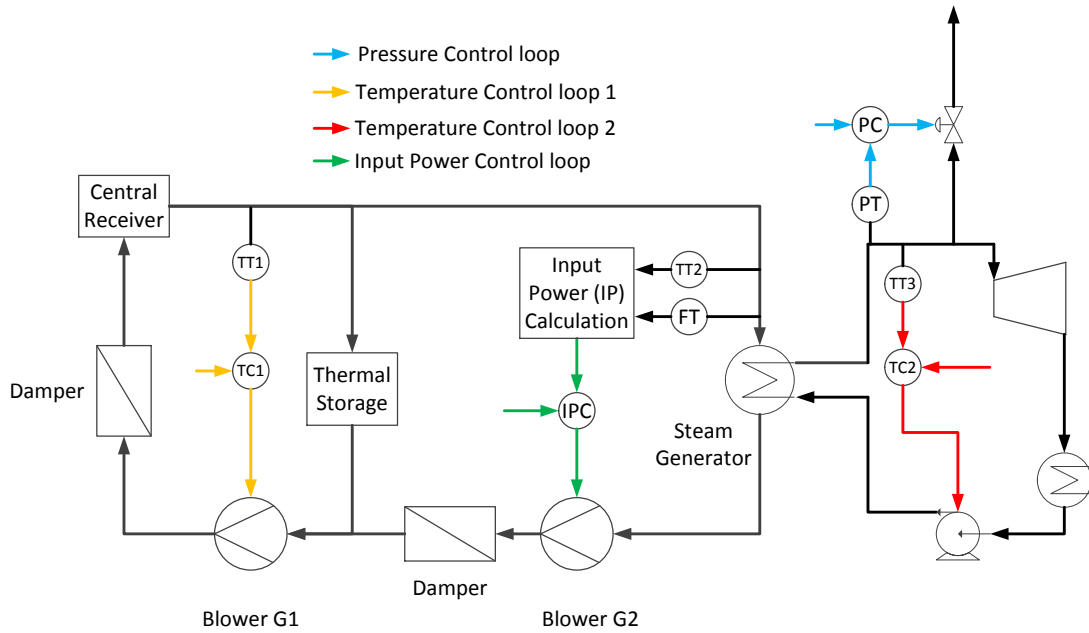 Pressure Control loop
Temperature Control loop 1
Temperature Control loop 2
Input Power Control loop
PC
PT
Central
Receiver
TT1
Input
Power (IP)
Calculation
TT2
FT
TT3
Damper
TC1
Thermal
Storage
IPC
Steam
Generator
TC2
Damper
Blower G1
Blower G2